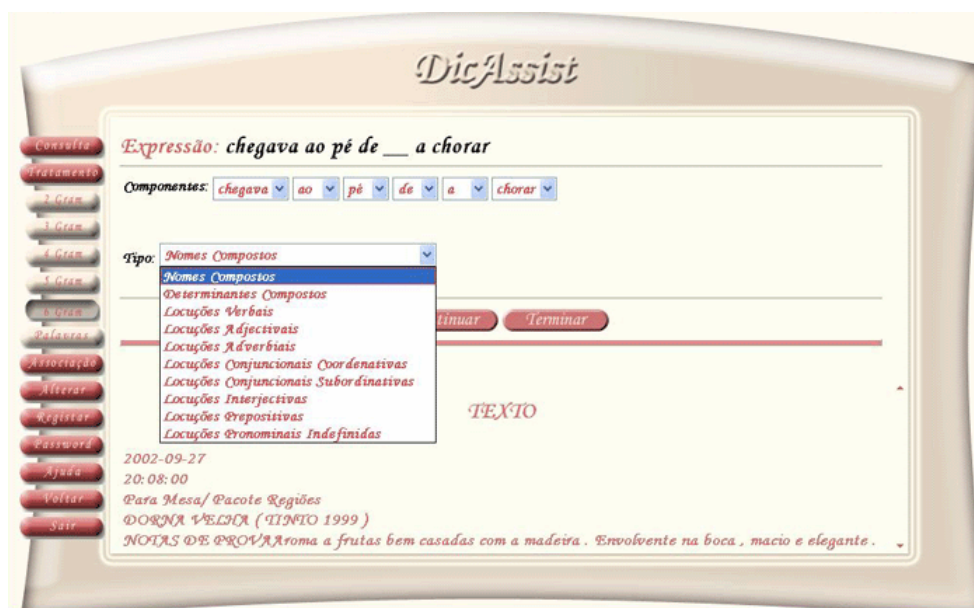 DicAssist
Consulta
Tratamento
2 Gram
3 Gram
4 Gram
5 Gram
6 Gram
Palavras
Associação
Alterar
Registar
Password
Ajuda
Voltar
Sair
Expressão: chegava ao pé de __ a chorar
Componentes: chegava ao pé de a chorar
Tipo: Nomes Compostos
Nomes Compostos
Determinantes Compostos
Locuções Verbais
Locuções Adjectivais
Locuções Adverbiais
Locuções Conjuncionais Coordenativas
Locuções Conjuncionais Subordinativas
Locuções Interjectivas
Locuções Prepositivas
Locuções Pronominais Indefinidas
tinuar Terminar
TEXTO
2002-09-27
20:08:00
Para Mesa/ Pacote Regiões
DORNA VELHA ( TINTO 1999 )
NOTAS DE PROVAAroma a frutas bem casadas com a madeira . Envolvente na boca , macio e elegante .